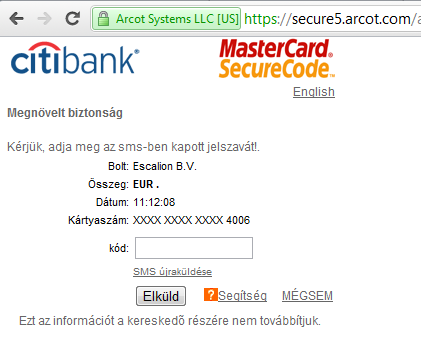 Arcot Systems LLC [US] https://secure5.arcot.com/a
citibank® MasterCard®
SecureCode™
English
Megnövelt biztonság
Kérjük, adja meg az sms-ben kapott jelszavát!.
Bolt: Escalion B.V.
Összeg: EUR .
Dátum: 11:12:08
Kártyaszám: XXXX XXXX XXXX 4006
kód:
SMS újraküldése
Elküld ? Segítség MÉGSEM
Ezt az információt a kereskedõ részére nem továbbítjuk.